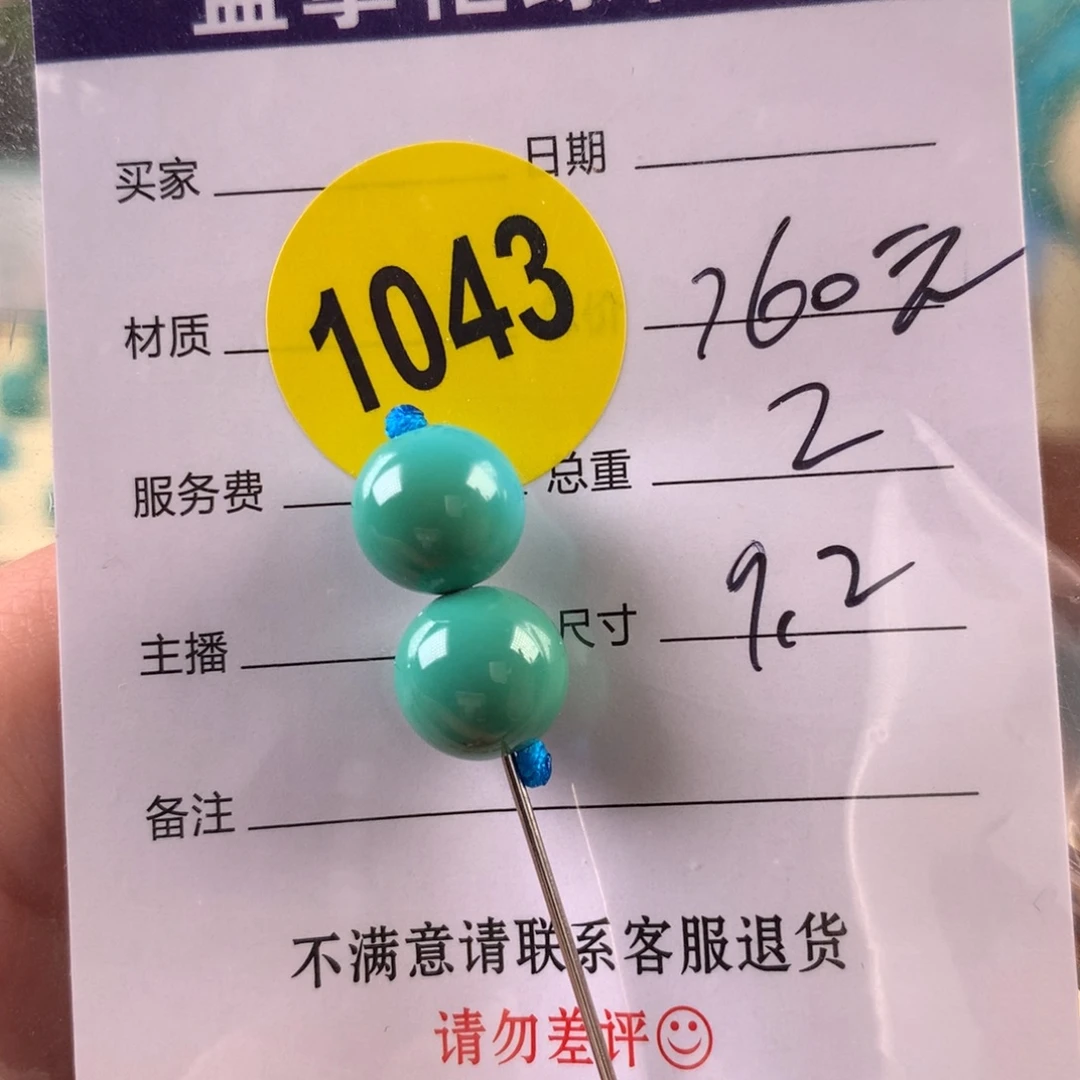 买家 日期
1043
材质 760元
服务费 总重 2
主播 尺寸 9.2
备注
不满意请联系客服退货
请勿差评